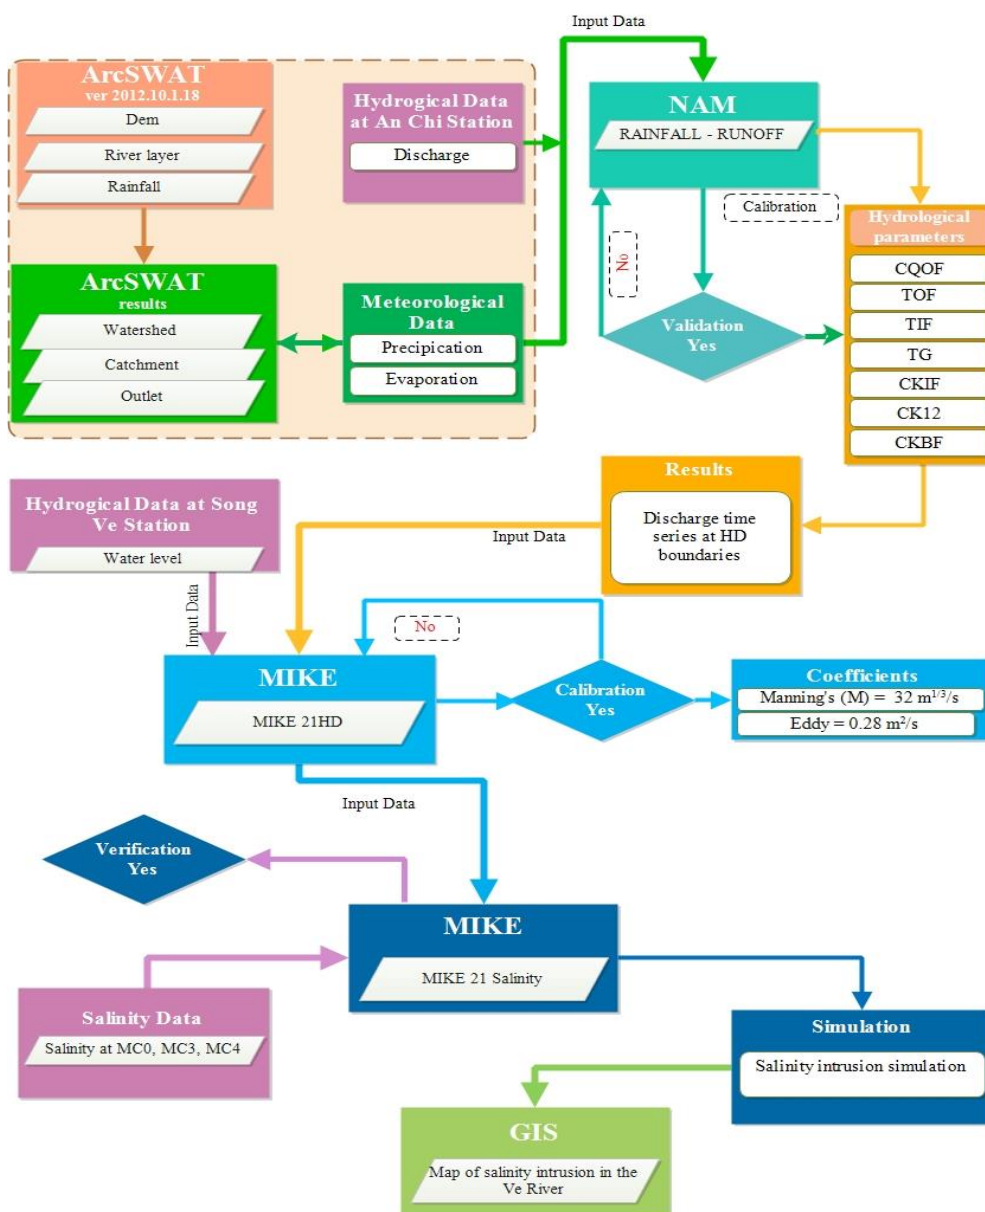 Input Data
ArcSWAT
ver 2012.10.1.18
Dem
River layer
Rainfall
Hydrogical Data
at An Chi Station
Discharge
NAM
RAINFALL - RUNOFF
Calibration
No
Validation
Yes
Hydrological
parameters
CQOF
TOF
TIF
TG
CKIF
CK12
CKBF
ArcSWAT
results
Watershed
Catchment
Outlet
Meteorological
Data
Precipication
Evaporation
Results
Discharge time
series at HD
boundaries
Input Data
Hydrogical Data at Song
Ve Station
Water level
Input Data
No
MIKE
MIKE 21HD
Calibration
Yes
Coefficients
Manning's (M) = 32 m^1/3/s
Eddy = 0.28 m²/s
Input Data
Verification
Yes
MIKE
MIKE 21 Salinity
Salinity Data
Salinity at MC0, MC3, MC4
Simulation
Salinity intrusion simulation
GIS
Map of salinity intrusion in the
Ve River